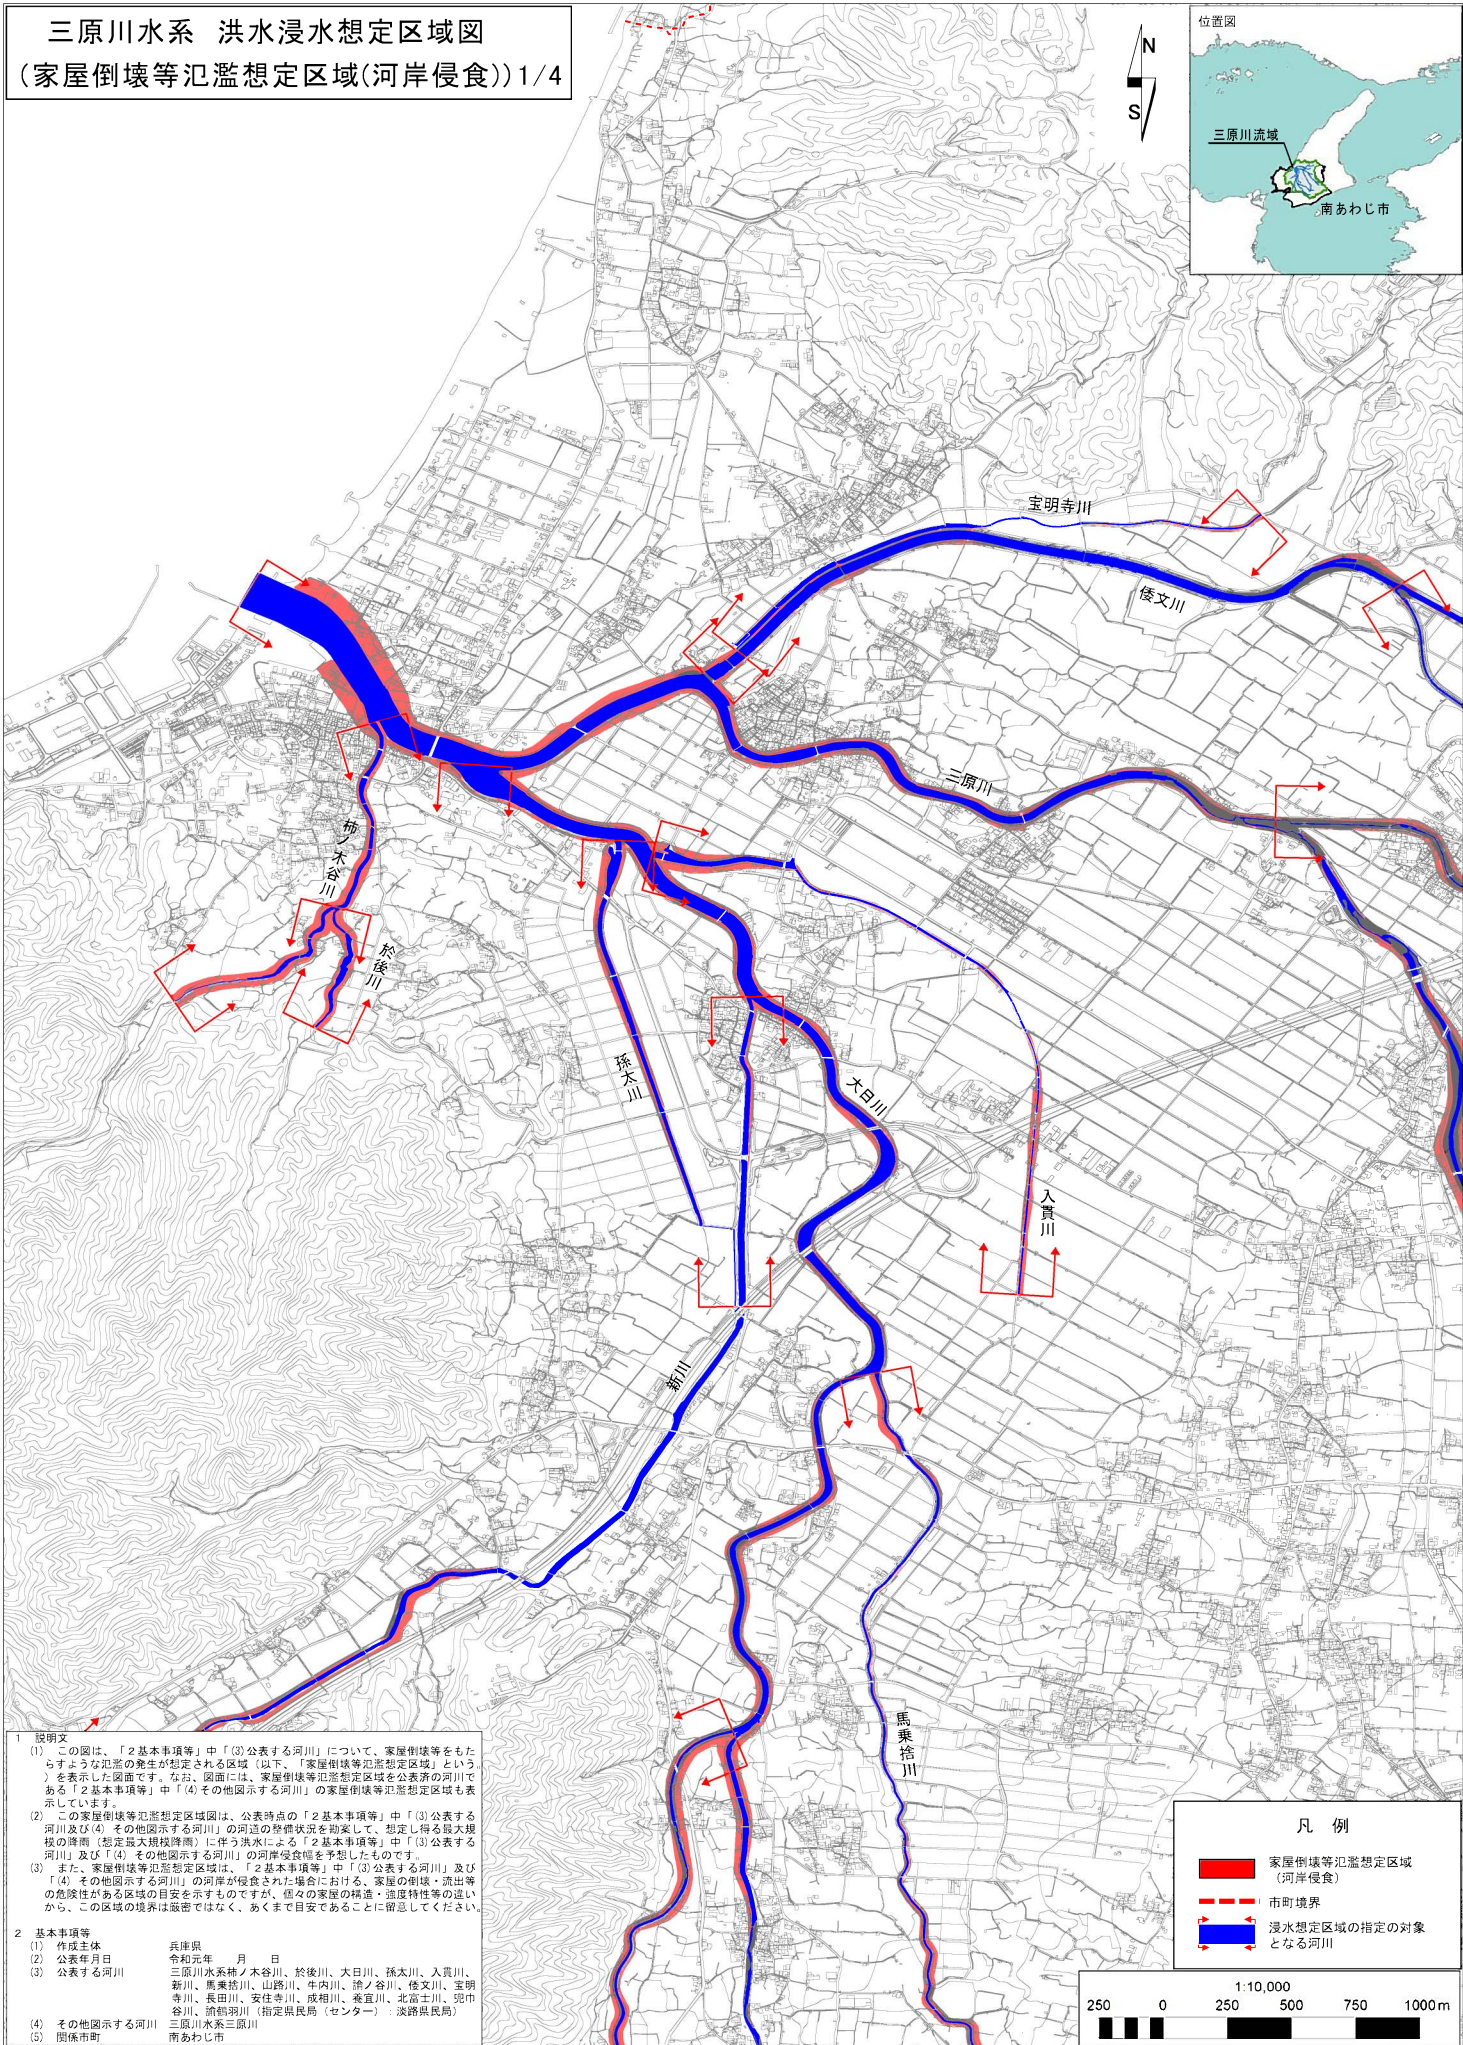 三原川水系 洪水浸水想定区域図
(家屋倒壊等氾濫想定区域(河岸侵食))1/4
N
S
位置図
三原川流域
南あわじ市
宝明寺川
倭文川
三原川
柿ノ木谷川
於後川
孫太川
大日川
入貫川
新川
馬乗捨川
1 説明文
(1) この図は、「2基本事項等」中「(3)公表する河川」について、家屋倒壊等をもた
らすような氾濫の発生が想定される区域(以下、「家屋倒壊等氾濫想定区域」という。
)を表示した図面です。なお、図面には、家屋倒壊等氾濫想定区域を公表済の河川で
ある「2基本事項等」中「(4)その他図示する河川」の家屋倒壊等氾濫想定区域も表
示しています。
(2) この家屋倒壊等氾濫想定区域図は、公表時点の「2基本事項等」中「(3)公表する
河川及び(4) その他図示する河川」の河道の整備状況を勘案して、想定し得る最大規
模の降雨(想定最大規模降雨)に伴う洪水による「2基本事項等」中「(3)公表する
河川」及び「(4) その他図示する河川」の河岸侵食幅を予想したものです。
(3) また、家屋倒壊等氾濫想定区域は、「2基本事項等」中「(3)公表する河川」及び
「(4) その他図示する河川」の河岸が侵食された場合における、家屋の倒壊・流出等
の危険性がある区域の目安を示すものですが、個々の家屋の構造・強度特性等の違い
から、この区域の境界は厳密ではなく、あくまで目安であることに留意してください。
2 基本事項等
(1) 作成主体 兵庫県
(2) 公表年月日 令和元年 月 日
(3) 公表する河川 三原川水系柿ノ木谷川、於後川、大日川、孫太川、入貫川、
新川、馬乗捨川、山路川、牛内川、諭ノ谷川、倭文川、宝明
寺川、長田川、安住寺川、成相川、養宜川、北富士川、
谷川、諭鶴羽川(指定県民局(センター):淡路県民局)
(4) その他図示する河川 三原川水系三原川
(5) 関係市町 南あわじ市
凡 例
家屋倒壊等氾濫想定区域
(河岸侵食)
市町境界
浸水想定区域の指定の対象
となる河川
1:10,000
250 0 250 500 750 1000m